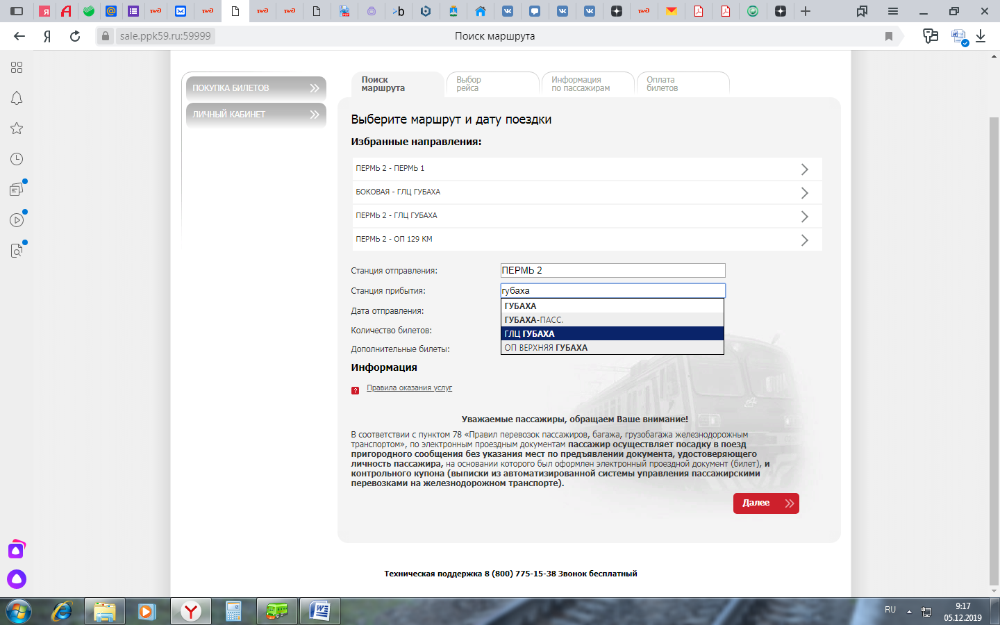 sale.ppk59.ru:59999
Поиск маршрута
ПОКУПКА БИЛЕТОВ
ЛИЧНЫЙ КАБИНЕТ
Поиск
маршрута
Выбор
рейса
Информация
по пассажирам
Оплата
билетов
Выберите маршрут и дату поездки
Избранные направления:
ПЕРМЬ 2 - ПЕРМЬ 1
БОКОВАЯ - ГЛЦ ГУБАХА
ПЕРМЬ 2 - ГЛЦ ГУБАХА
ПЕРМЬ 2 - ОП 129 КМ
Станция отправления:
ПЕРМЬ 2
Станция прибытия:
губаха
ГУБАХА
ГУБАХА-ПАСС.
ГЛЦ ГУБАХА
ОП ВЕРХНЯЯ ГУБАХА
Дата отправления:
Количество билетов:
Дополнительные билеты:
Информация
Правила оказания услуг
Уважаемые пассажиры, обращаем Ваше внимание!
В соответствии с пунктом 78 «Правил перевозок пассажиров, багажа, грузобагажа железнодорожным
транспортом», по электронным проездным документам пассажир осуществляет посадку в поезд
пригородного сообщения без указания мест по предъявлении документа, удостоверяющего
личность пассажира, на основании которого был оформлен электронный проездной документ (билет), и
контрольного купона (выписки из автоматизированной системы управления пассажирскими
перевозками на железнодорожном транспорте).
Далее
Техническая поддержка 8 (800) 775-15-38 Звонок бесплатный
RU
9:17
05.12.2019